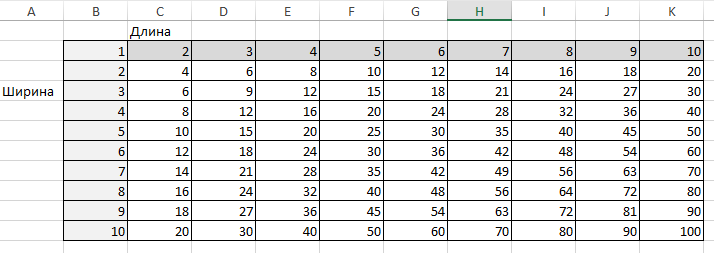 A B C D E F G H I J K
Длина
1 2 3 4 5 6 7 8 9 10
2 4 6 8 10 12 14 16 18 20
Ширина 3 6 9 12 15 18 21 24 27 30
4 8 12 16 20 24 28 32 36 40
5 10 15 20 25 30 35 40 45 50
6 12 18 24 30 36 42 48 54 60
7 14 21 28 35 42 49 56 63 70
8 16 24 32 40 48 56 64 72 80
9 18 27 36 45 54 63 72 81 90
10 20 30 40 50 60 70 80 90 100